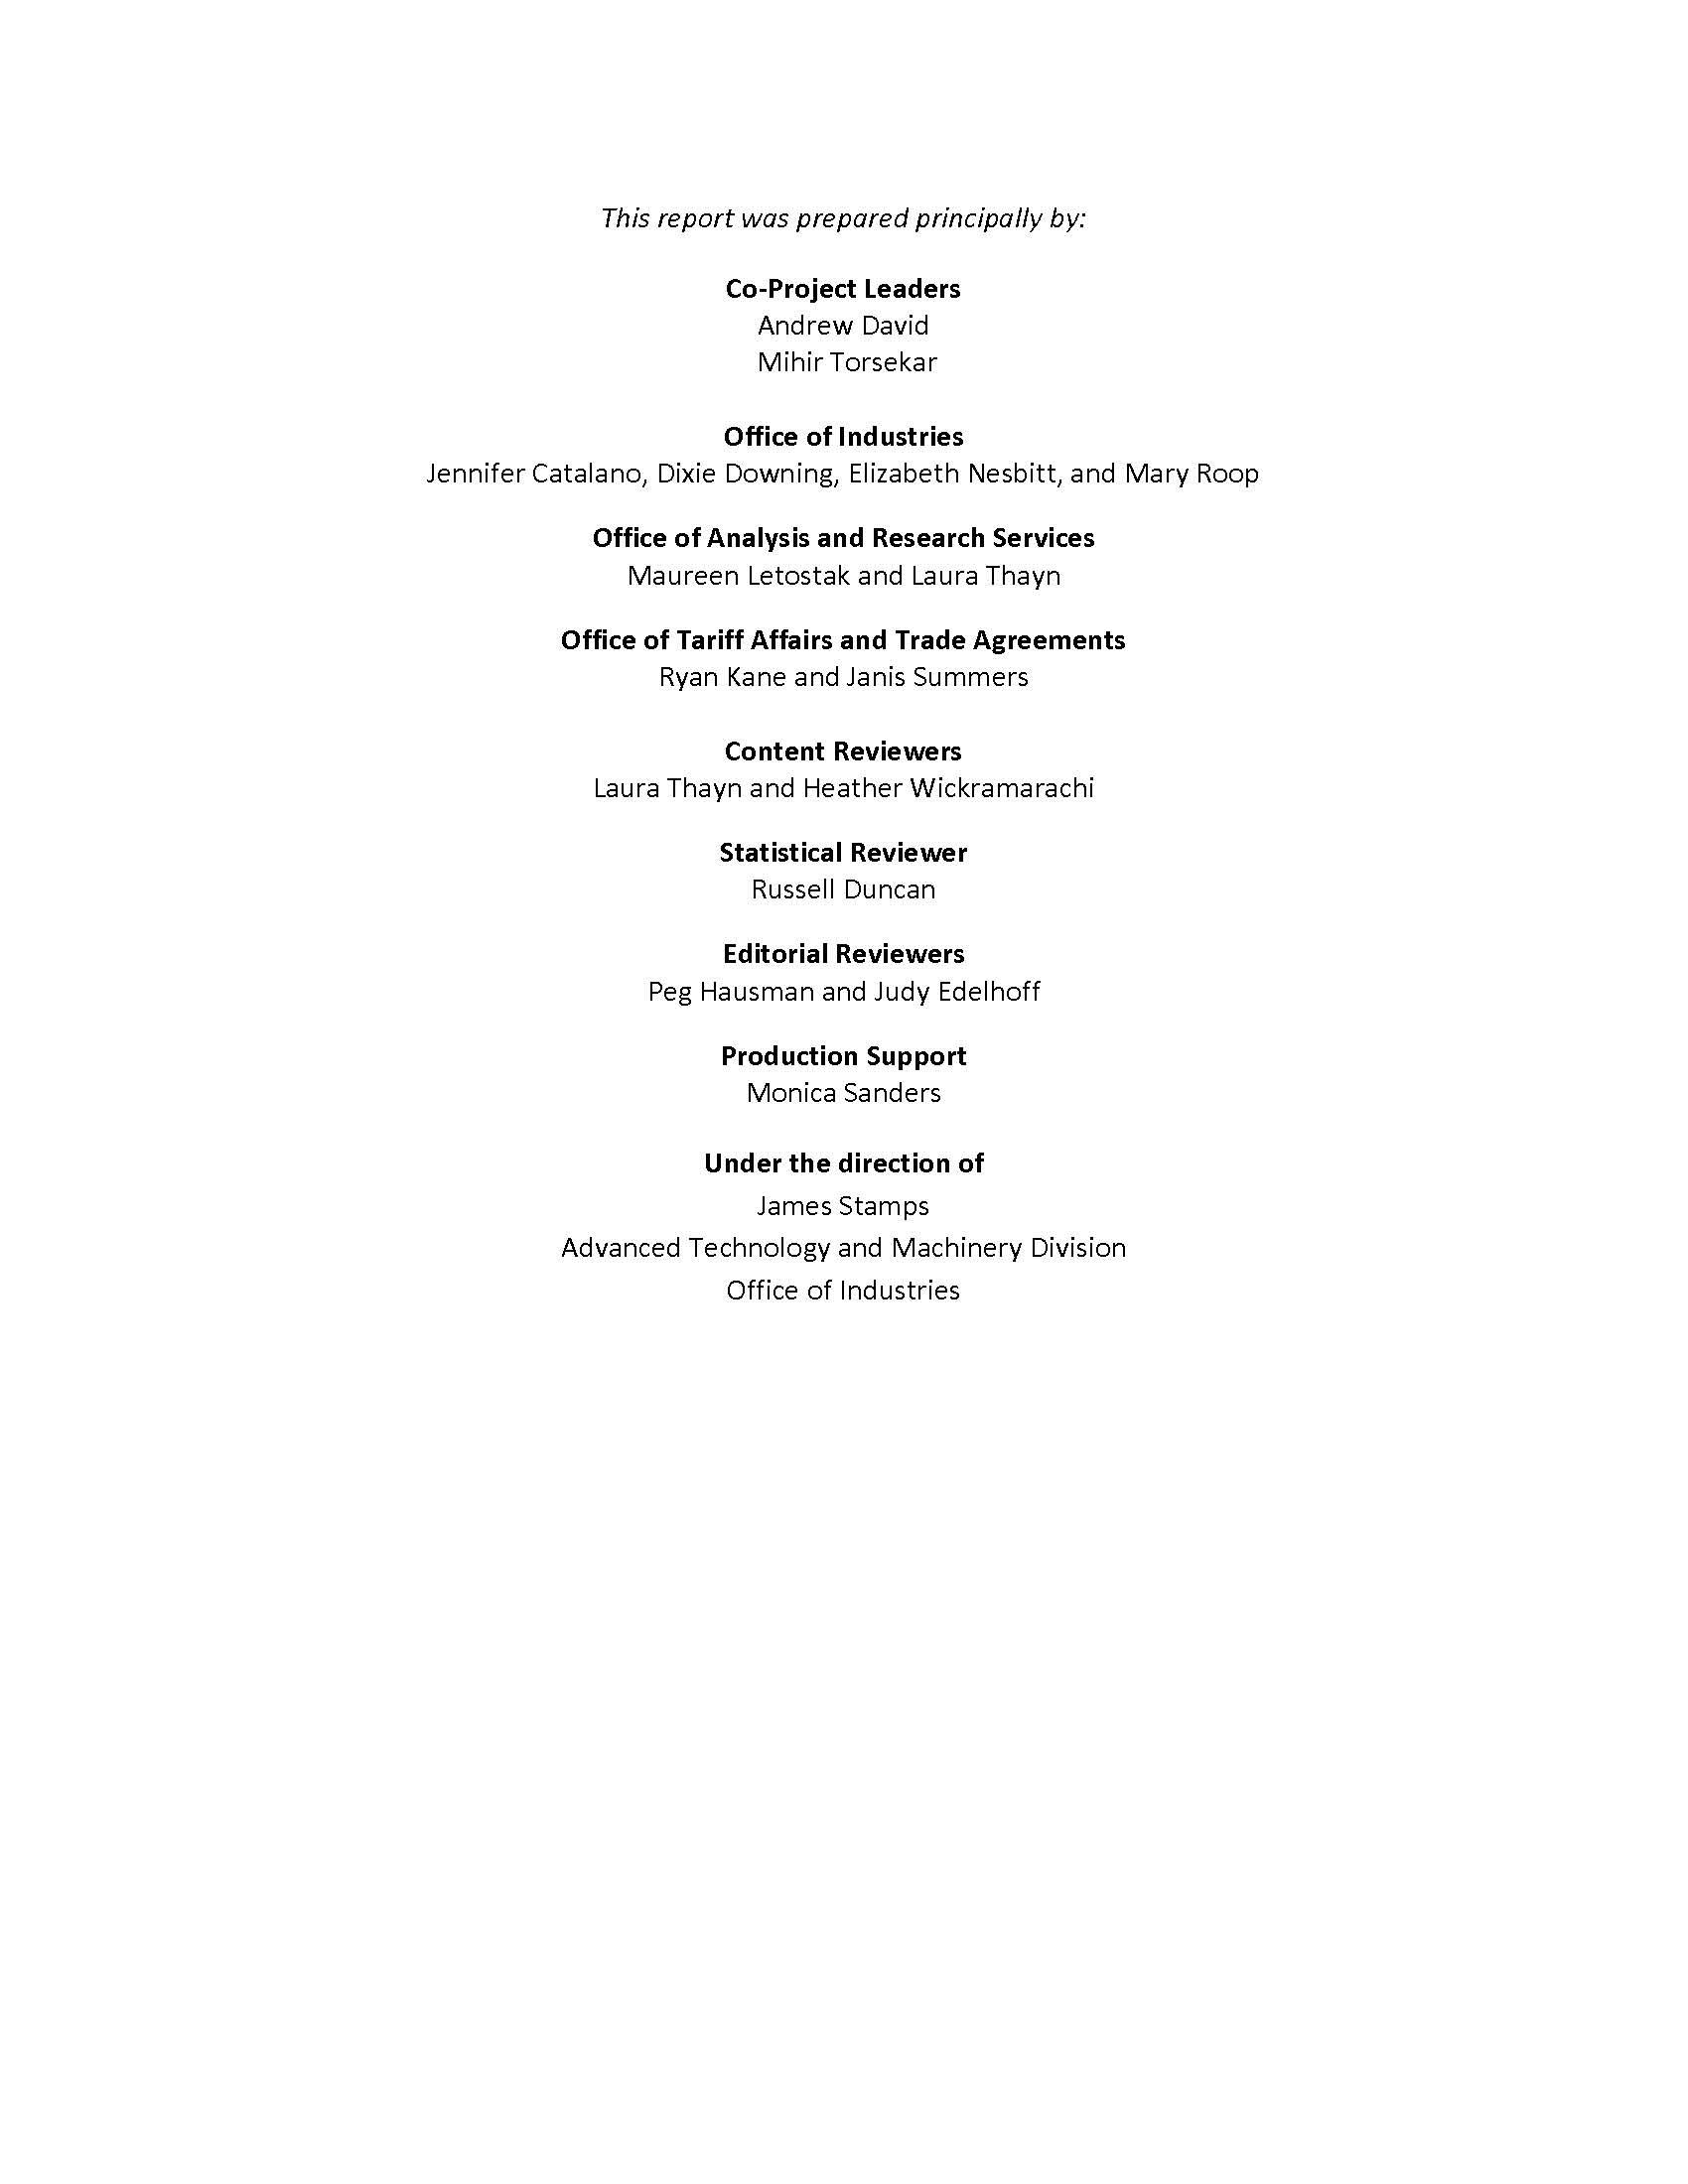 This report was prepared principally by:
Co-Project Leaders
Andrew David
Mihir Torsekar
Office of Industries
Jennifer Catalano, Dixie Downing, Elizabeth Nesbitt, and Mary Roop
Office of Analysis and Research Services
Maureen Letostak and Laura Thayn
Office of Tariff Affairs and Trade Agreements
Ryan Kane and Janis Summers
Content Reviewers
Laura Thayn and Heather Wickramarachi
Statistical Reviewer
Russell Duncan
Editorial Reviewers
Peg Hausman and Judy Edelhoff
Production Support
Monica Sanders
Under the direction of
James Stamps
Advanced Technology and Machinery Division
Office of Industries